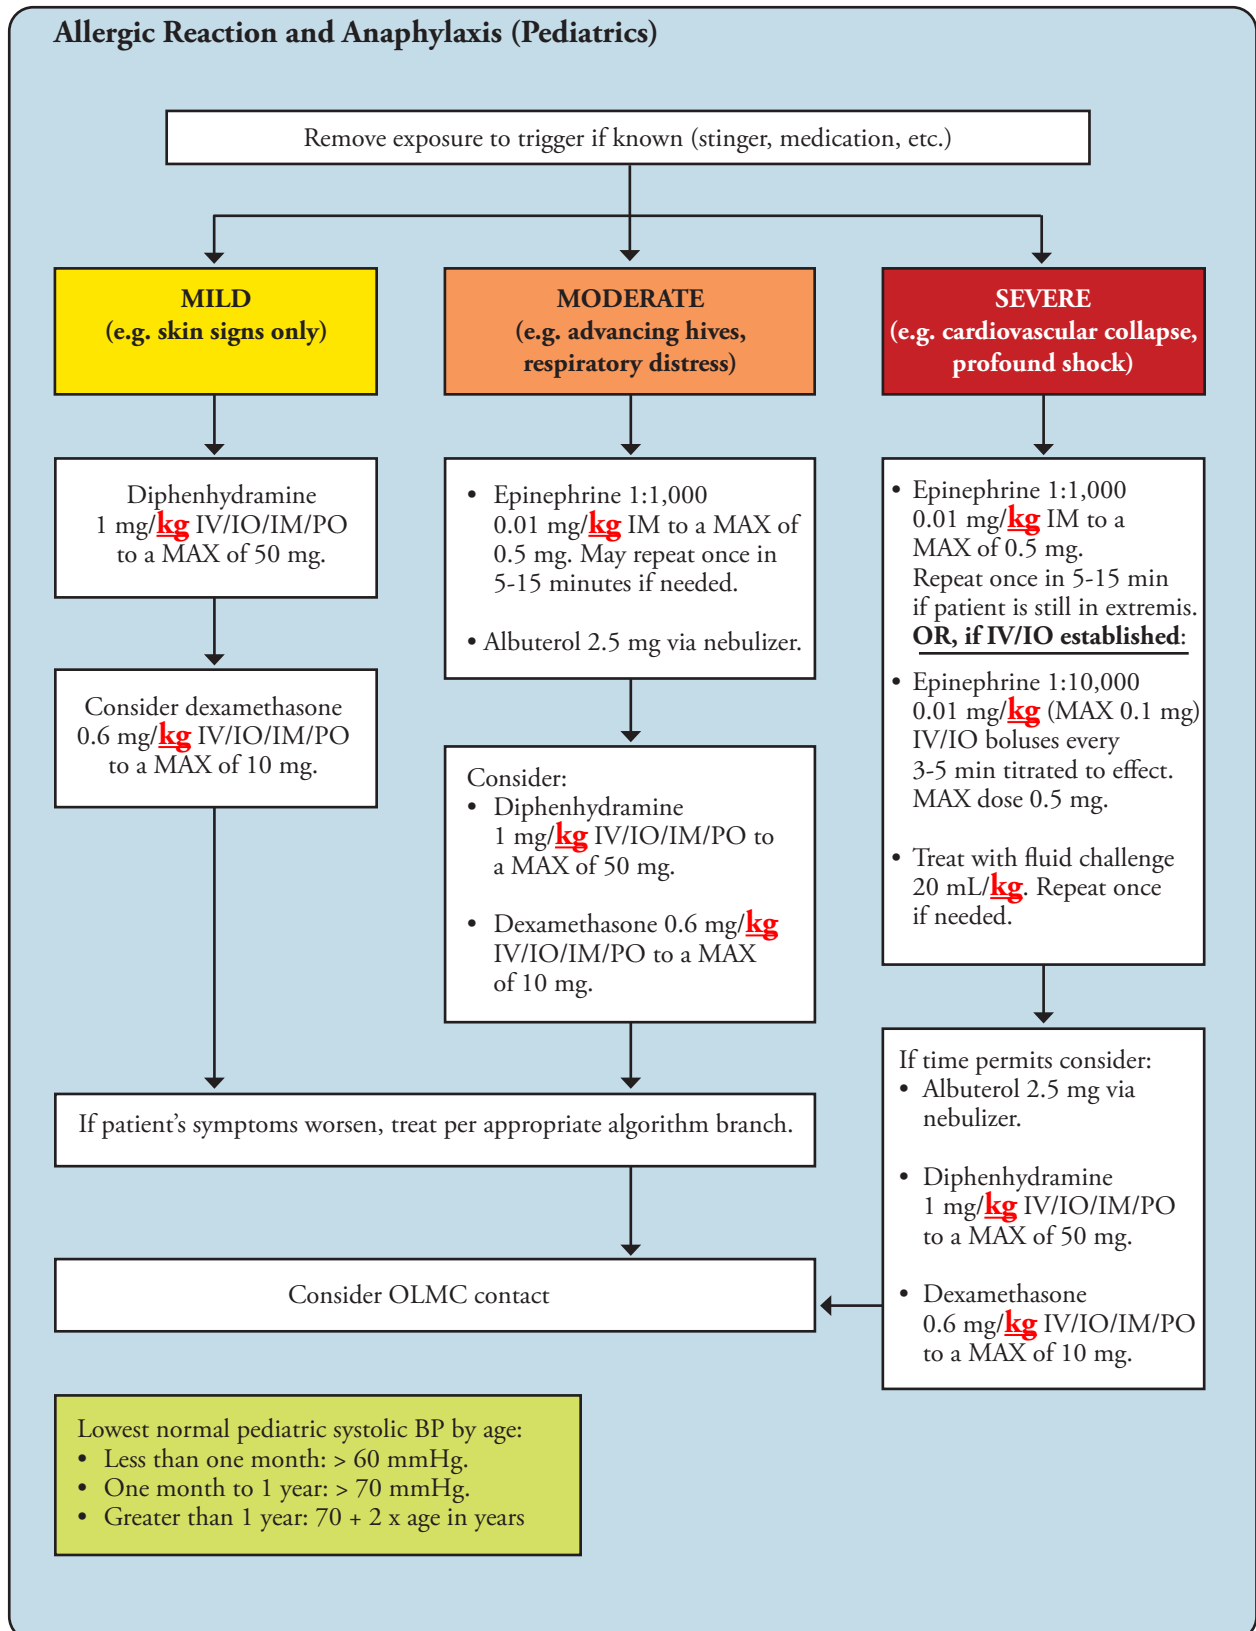 Allergic Reaction and Anaphylaxis (Pediatrics)
Remove exposure to trigger if known (stinger, medication, etc.)
MILD
(e.g. skin signs only)
Diphenhydramine
1 mg/kg IV/IO/IM/PO
to a MAX of 50 mg.
Consider dexamethasone
0.6 mg/kg IV/IO/IM/PO
to a MAX of 10 mg.
MODERATE
(e.g. advancing hives,
respiratory distress)
• Epinephrine 1:1,000
0.01 mg/kg IM to a MAX of
0.5 mg. May repeat once in
5-15 minutes if needed.
• Albuterol 2.5 mg via nebulizer.
Consider:
• Diphenhydramine
1 mg/kg IV/IO/IM/PO to
a MAX of 50 mg.
• Dexamethasone 0.6 mg/kg
IV/IO/IM/PO to a MAX
of 10 mg.
SEVERE
(e.g. cardiovascular collapse,
profound shock)
• Epinephrine 1:1,000
0.01 mg/kg IM to a
MAX of 0.5 mg.
Repeat once in 5-15 min
if patient is still in extremis.
OR, if IV/IO established:
• Epinephrine 1:10,000
0.01 mg/kg (MAX 0.1 mg)
IV/IO boluses every
3-5 min titrated to effect.
MAX dose 0.5 mg.
• Treat with fluid challenge
20 mL/kg. Repeat once
if needed.
If time permits consider:
• Albuterol 2.5 mg via
nebulizer.
• Diphenhydramine
1 mg/kg IV/IO/IM/PO
to a MAX of 50 mg.
• Dexamethasone
0.6 mg/kg IV/IO/IM/PO
to a MAX of 10 mg.
If patient's symptoms worsen, treat per appropriate algorithm branch.
Consider OLMC contact
Lowest normal pediatric systolic BP by age:
• Less than one month: > 60 mmHg.
• One month to 1 year: > 70 mmHg.
• Greater than 1 year: 70 + 2 x age in years